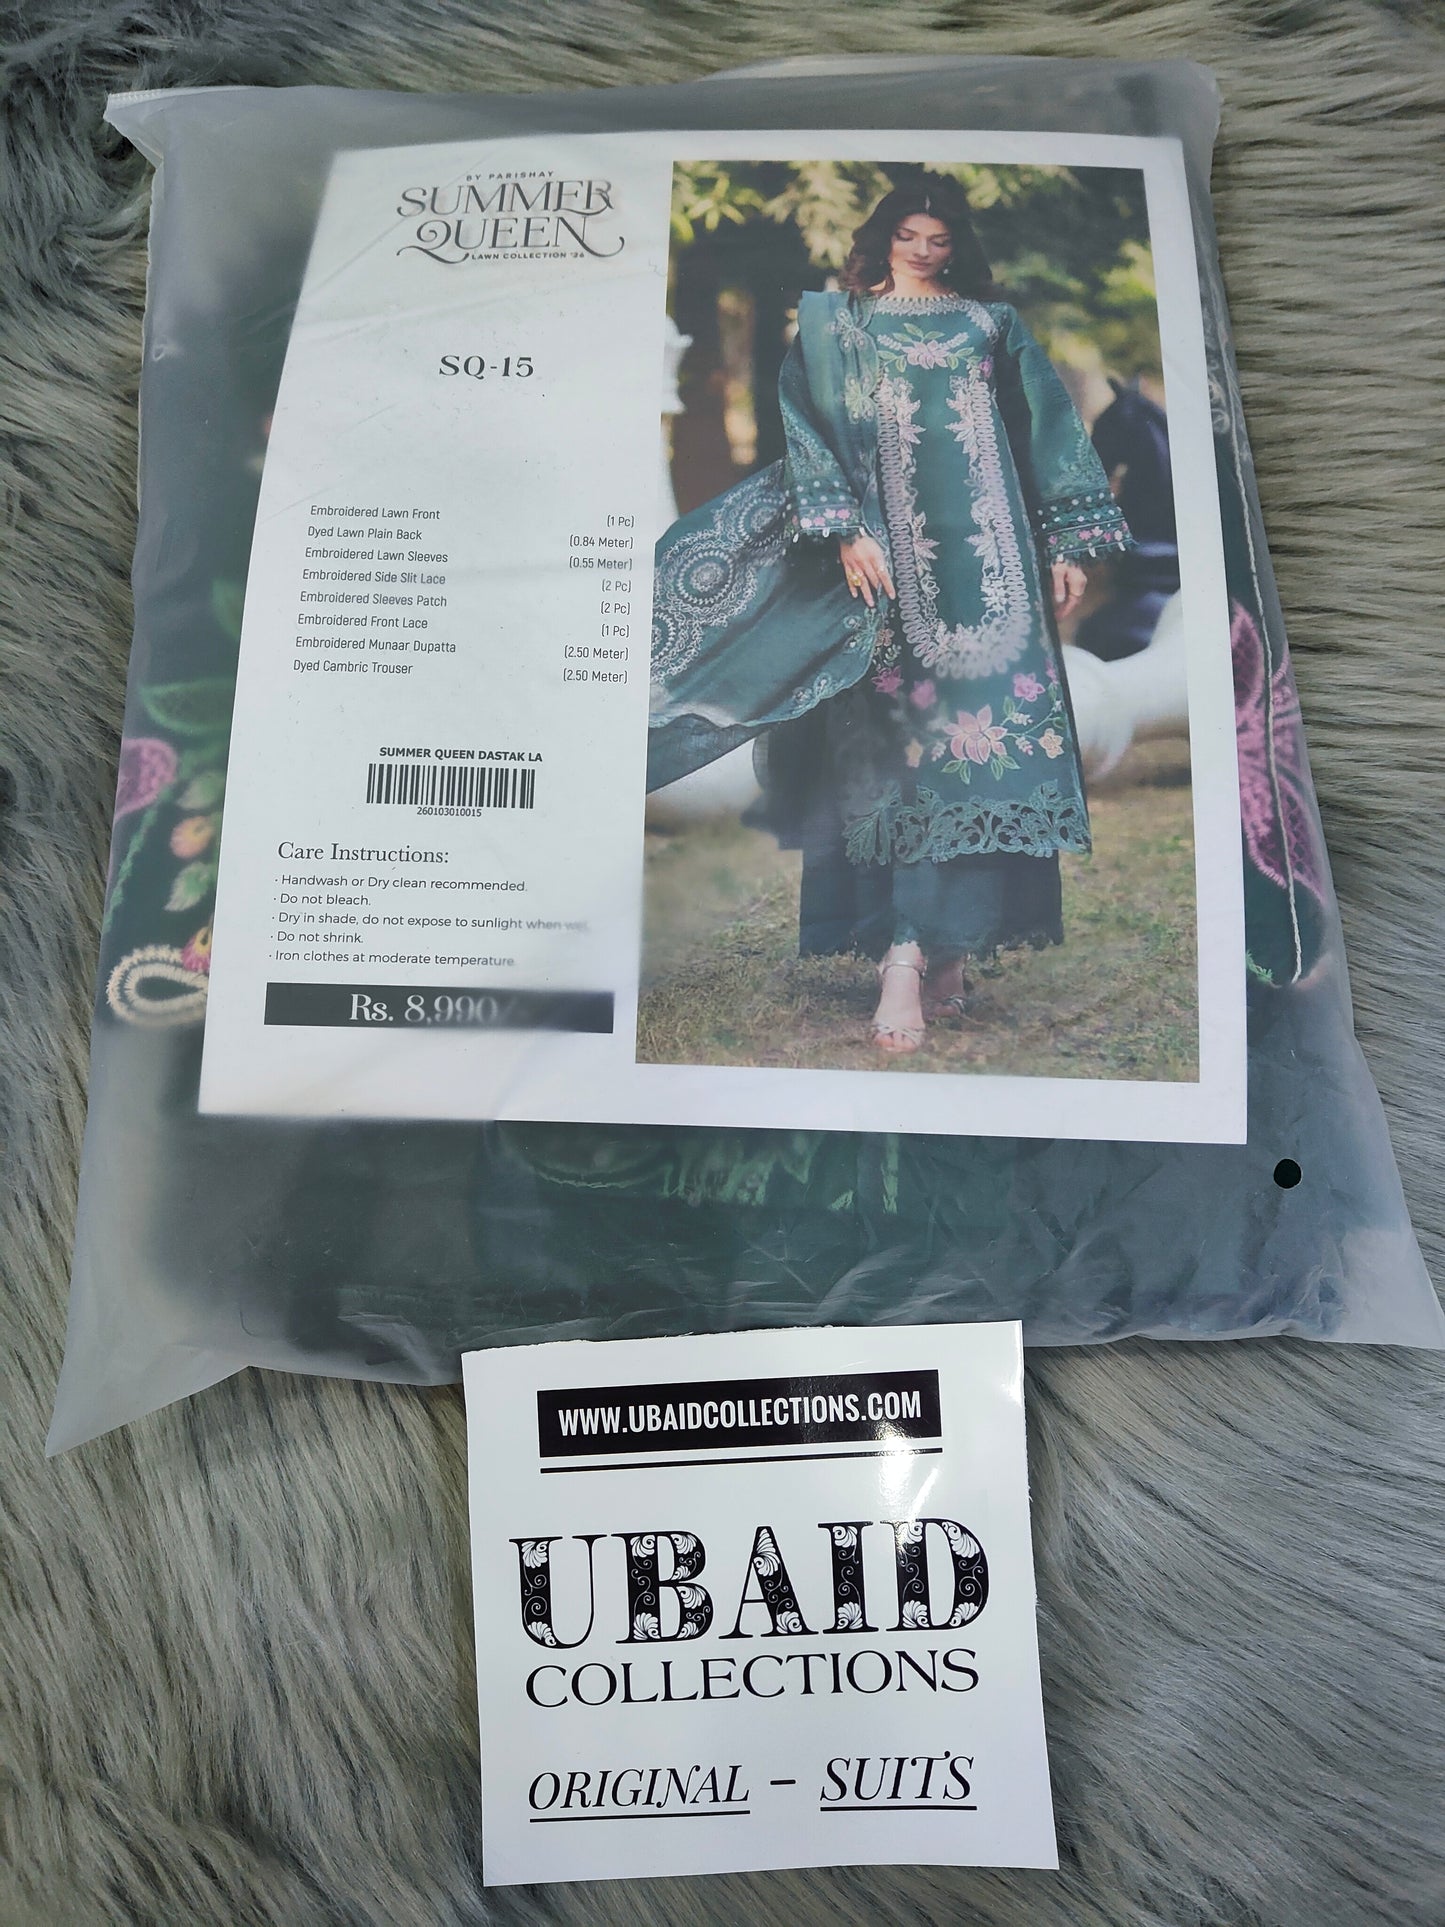 BY PARISHAY
SUMMER
QUEEN
LAWN COLLECTION '26
SQ-15
Embroidered Lawn Front (1 Pc)
Dyed Lawn Plain Back (0.84 Meter)
Embroidered Lawn Sleeves (0.55 Meter)
Embroidered Side Slit Lace (2 Pc)
Embroidered Sleeves Patch (2 Pc)
Embroidered Front Lace (1 Pc)
Embroidered Munaar Dupatta (2.50 Meter)
Dyed Cambric Trouser (2.50 Meter)
SUMMER QUEEN DASTAK LA
260103010015
Care Instructions:
· Handwash or Dry clean recommended.
· Do not bleach.
· Dry in shade, do not expose to sunlight when wet.
· Do not shrink.
· Iron clothes at moderate temperature.
Rs. 8,990/-
WWW.UBAIDCOLLECTIONS.COM
UBAID
COLLECTIONS
ORIGINAL - SUITS